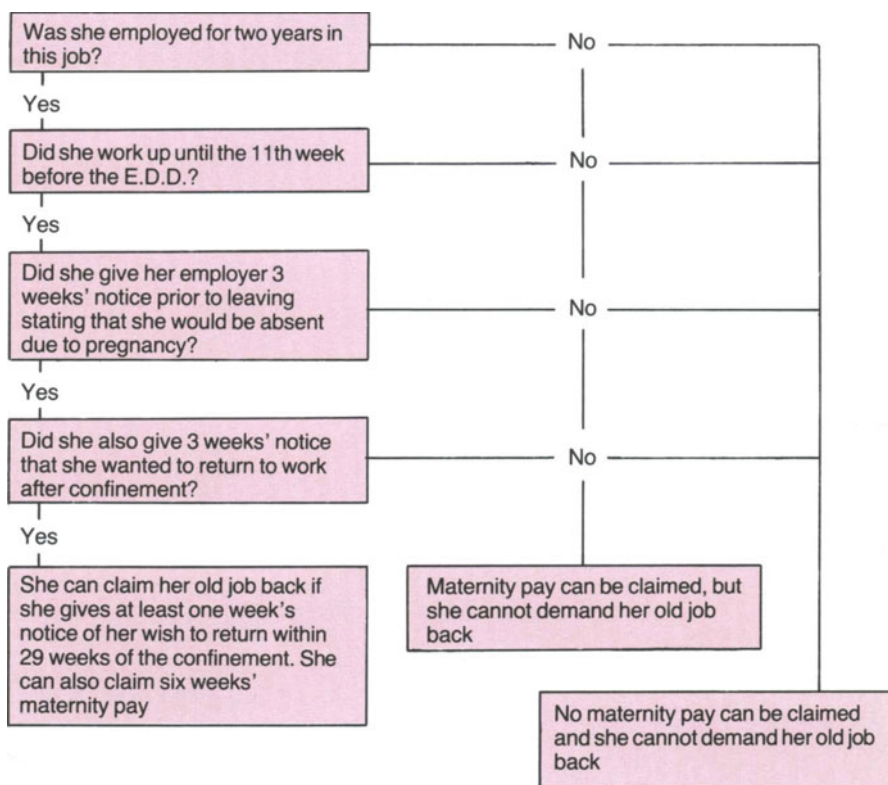 Was she employed for two years in
this job?
No
Yes
Did she work up until the 11th week
before the E.D.D.?
No
Yes
Did she give her employer 3
weeks' notice prior to leaving
stating that she would be absent
due to pregnancy?
No
Yes
Did she also give 3 weeks' notice
that she wanted to return to work
after confinement?
No
Yes
She can claim her old job back if
she gives at least one week's
notice of her wish to return within
29 weeks of the confinement. She
can also claim six weeks'
maternity pay
Maternity pay can be claimed, but
she cannot demand her old job
back
No maternity pay can be claimed
and she cannot demand her old job
back